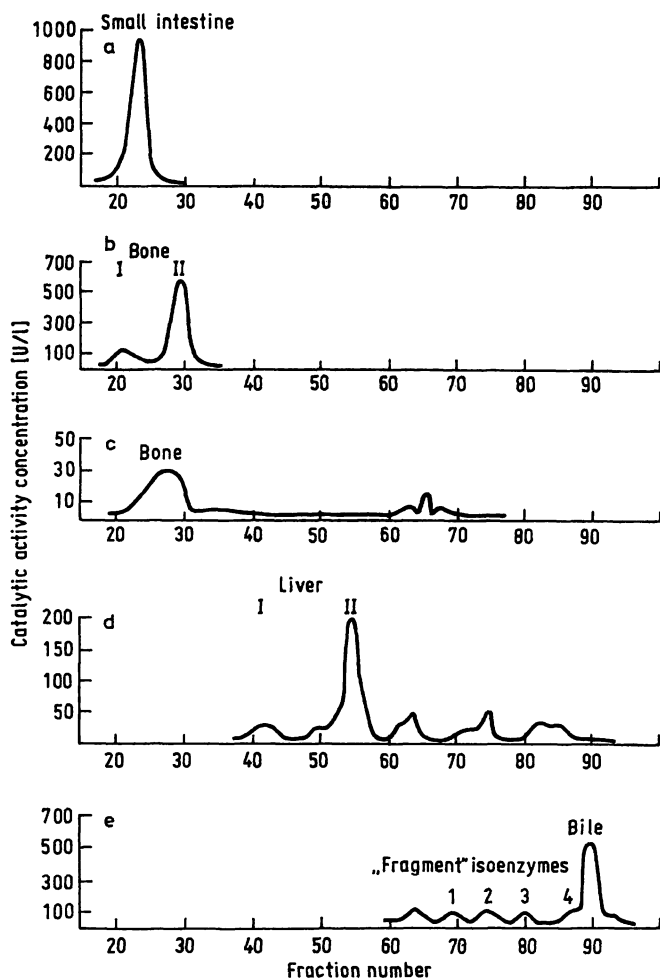 Small intestine
a
1000
800
600
400
200
20 30 40 50 60 70 80 90
b Bone
I II
700
500
300
100
20 30 40 50 60 70 80 90
c Bone
50
30
10
20 30 40 50 60 70 80 90
Liver
d I II
200
150
100
50
20 30 40 50 60 70 80 90
e
Bile
„Fragment" isoenzymes
1 2 3 4
700
500
300
100
20 30 40 50 60 70 80 90
Fraction number
Catalytic activity concentration [U/l]